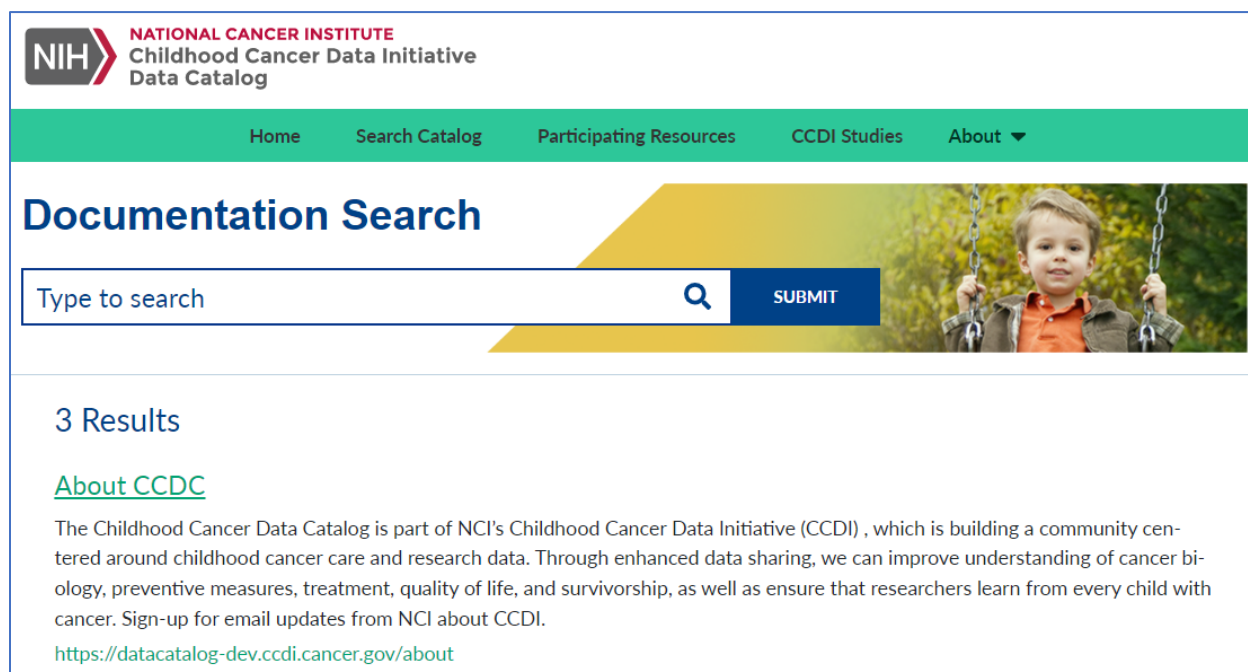 NIH
NATIONAL CANCER INSTITUTE
Childhood Cancer Data Initiative
Data Catalog
Home Search Catalog Participating Resources CCDI Studies About
Documentation Search
Type to search SUBMIT
3 Results
About CCDC
The Childhood Cancer Data Catalog is part of NCI’s Childhood Cancer Data Initiative (CCDI) , which is building a community cen-
tered around childhood cancer care and research data. Through enhanced data sharing, we can improve understanding of cancer bi-
ology, preventive measures, treatment, quality of life, and survivorship, as well as ensure that researchers learn from every child with
cancer. Sign-up for email updates from NCI about CCDI.
https://datacatalog-dev.ccdi.cancer.gov/about